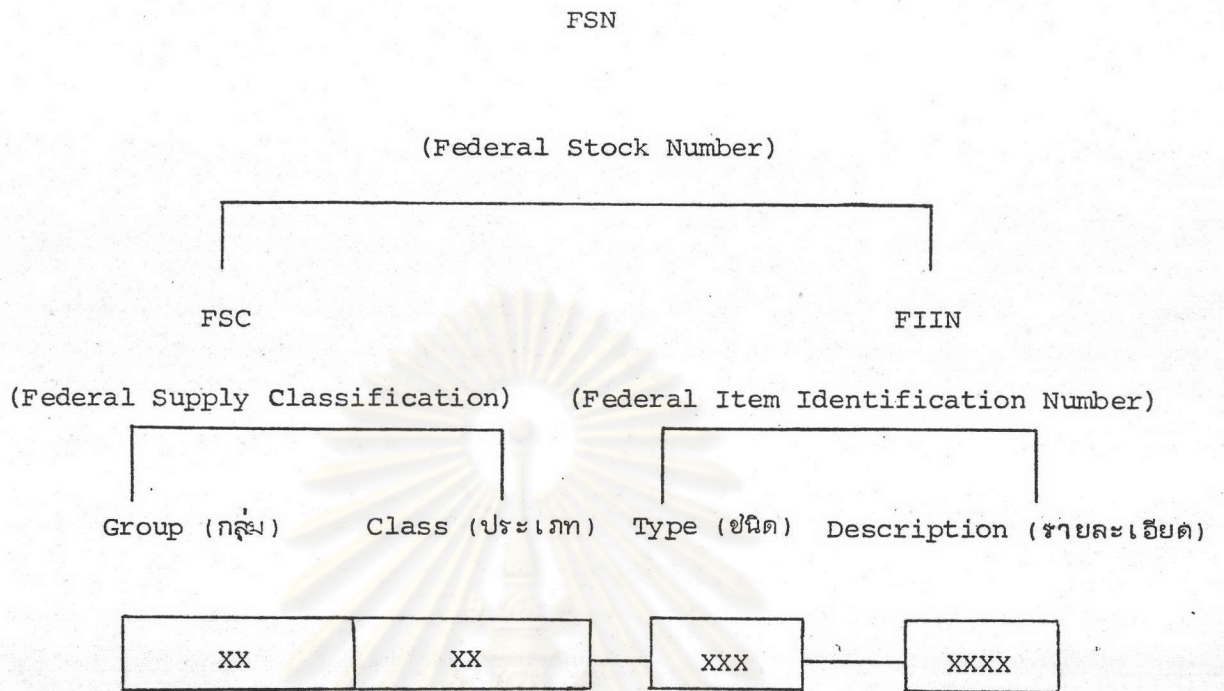 FSN
(Federal Stock Number)
FSC FIIN
(Federal Supply Classification) (Federal Item Identification Number)
Group (กลุ่ม) Class (ประเภท) Type (ชนิด) Description (รายละเอียด)
XX XX XXX XXXX